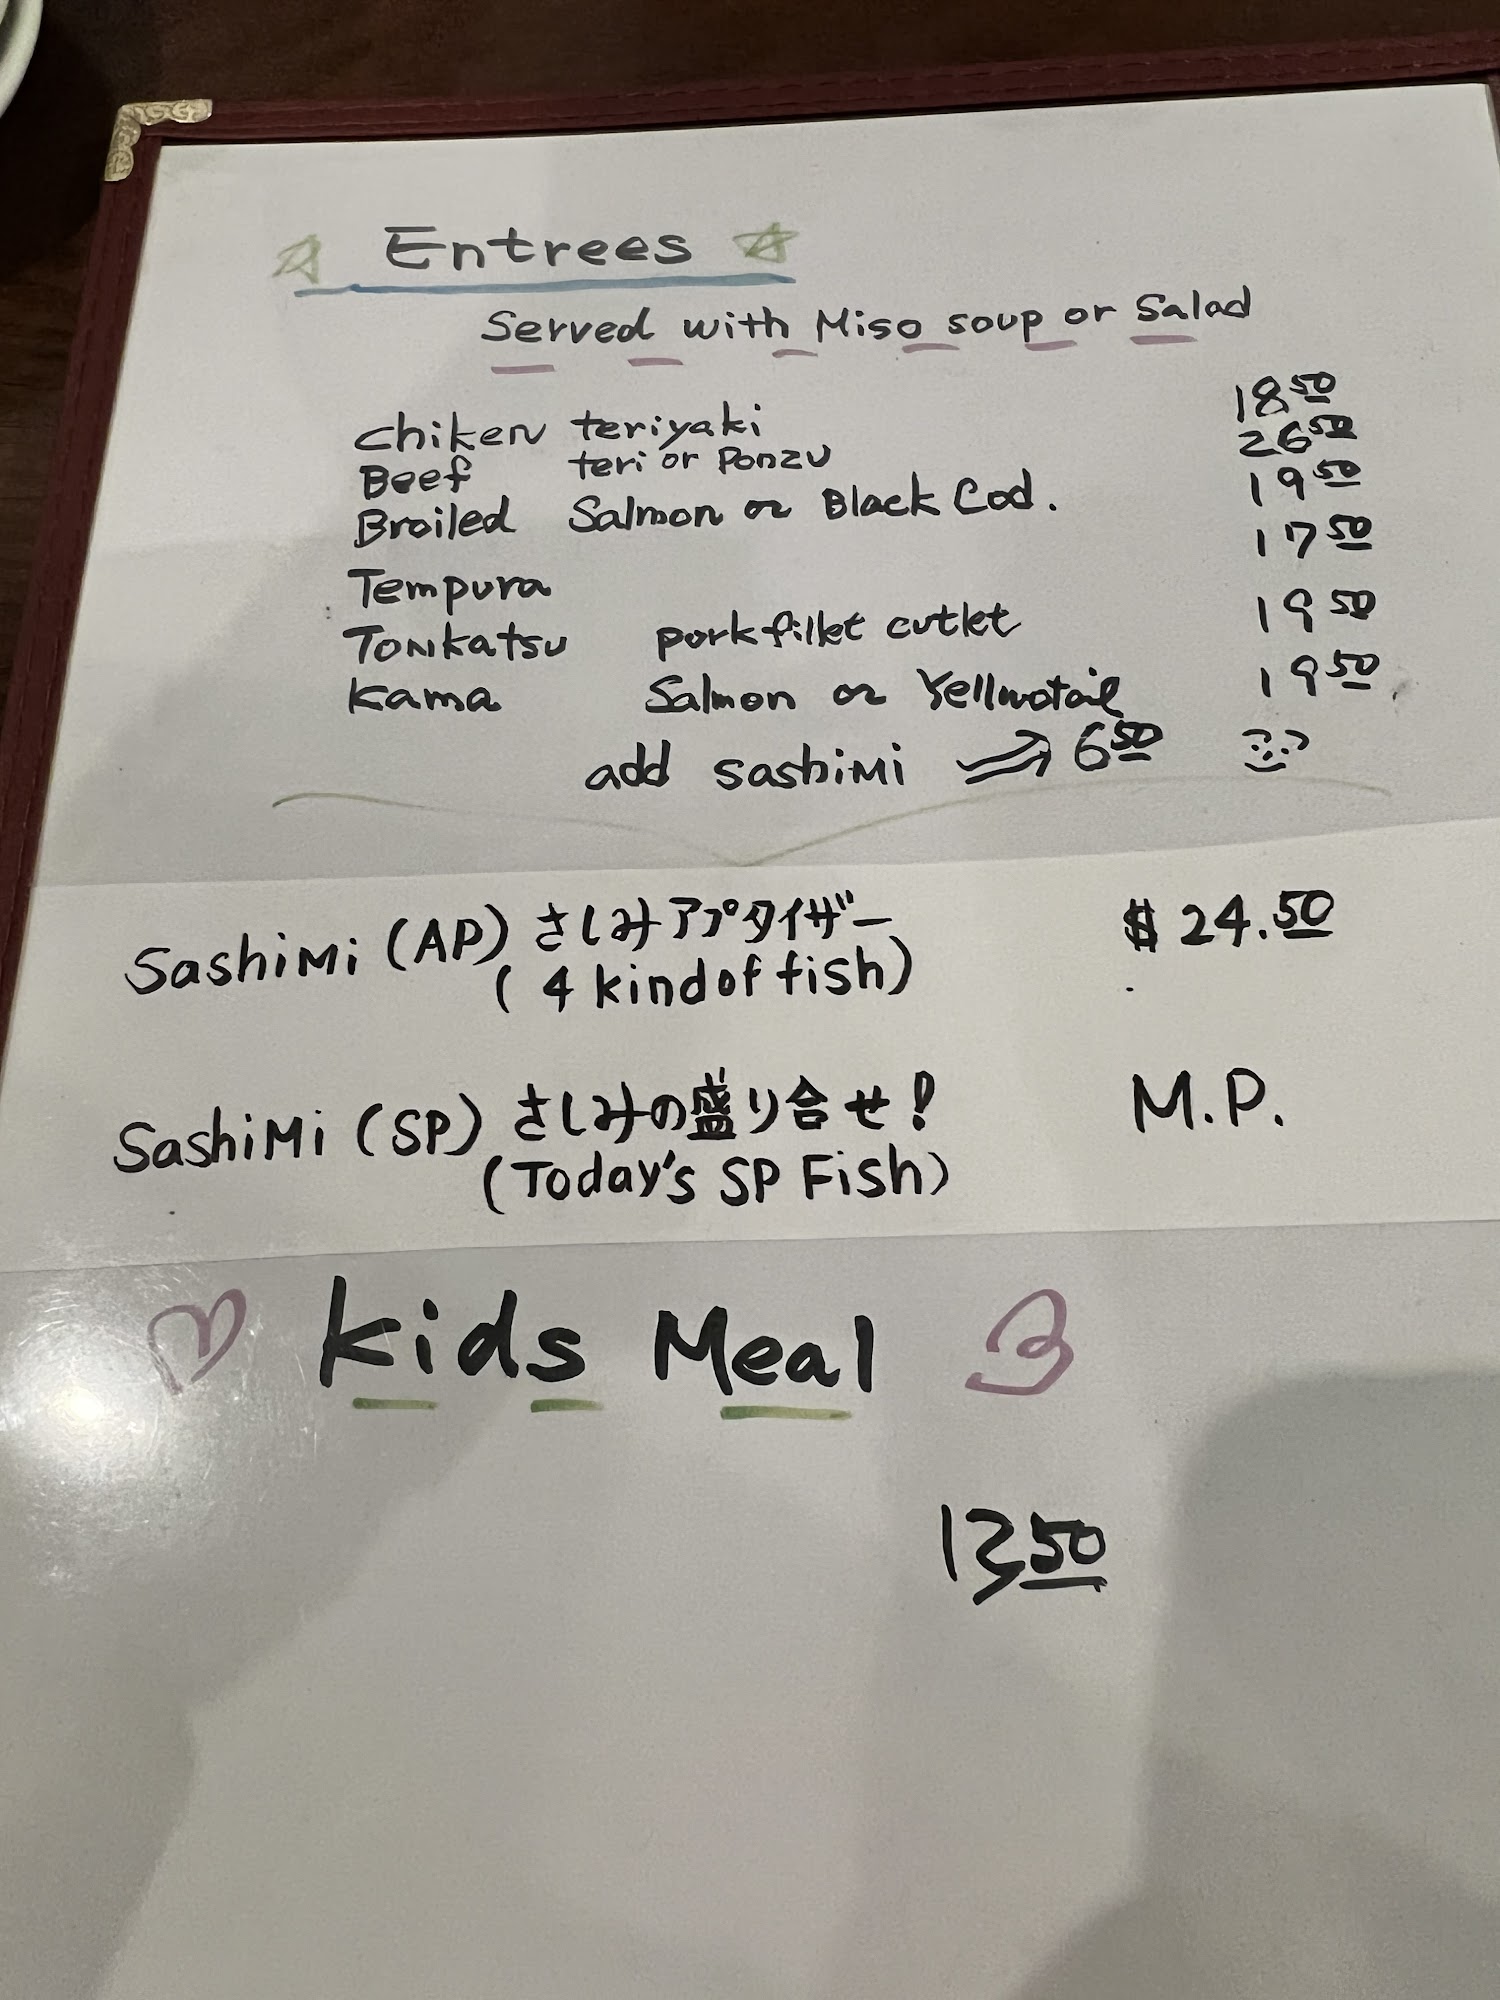 Entrees
Served with Miso soup or Salad
chiken teriyaki 18 50
Beef teri or Ponzu 26 50
Broiled Salmon or Black Cod. 19 50
Tempura 17 50
Tonkatsu pork fillet cutlet 19 50
Kama Salmon or Yellwotail 19 50
add sashimi ⇒ 6 50
Sashimi (AP) さしみアプタイザー $24.50
(4 kind of fish)
Sashimi (SP) さしみの盛り合せ! M.P.
(Today's SP Fish)
Kids Meal
13 50